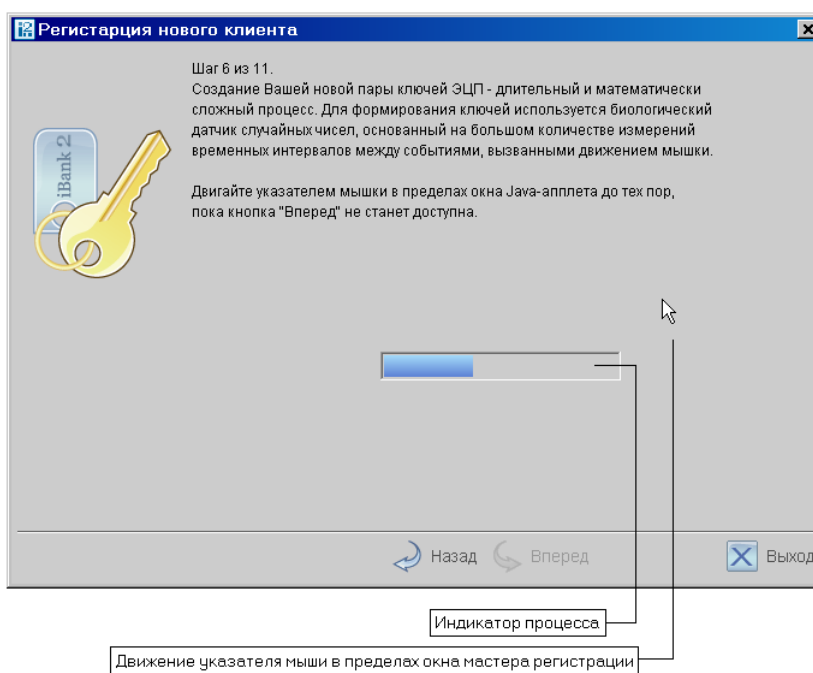 Регистарция нового клиента
Шаг 6 из 11.
Создание Вашей новой пары ключей ЭЦП - длительный и математически
сложный процесс. Для формирования ключей используется биологический
датчик случайных чисел, основанный на большом количестве измерений
временных интервалов между событиями, вызванными движением мышки.
Двигайте указателем мышки в пределах окна Java-апплета до тех пор,
пока кнопка "Вперед" не станет доступна.
iBank 2
Назад
Вперед
Выход
Индикатор процесса
Движение указателя мыши в пределах окна мастера регистрации